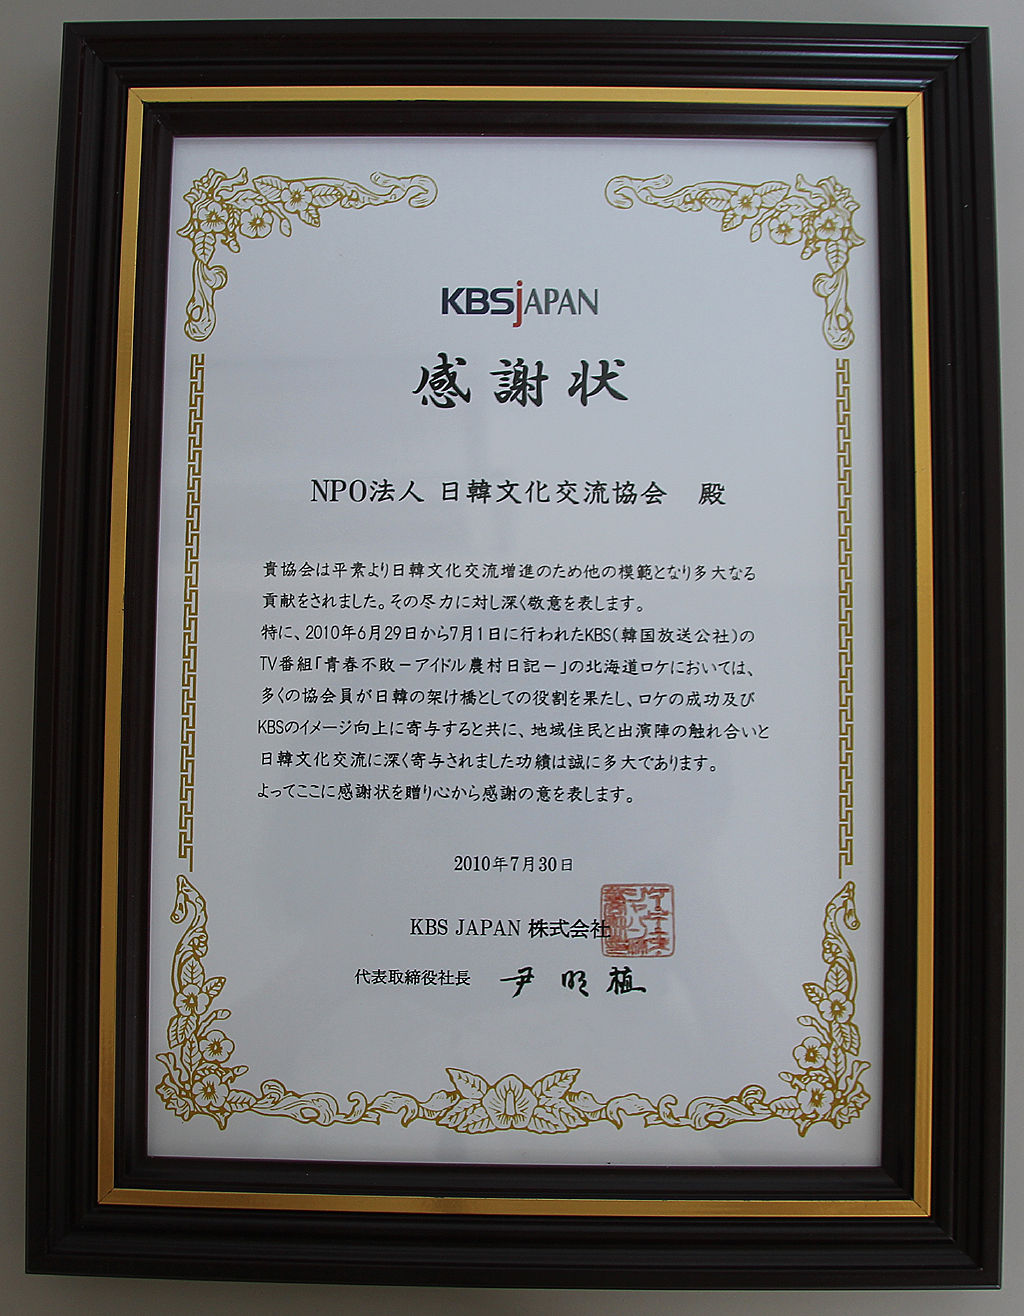 KBSjAPAN
感謝状
NPO法人 日韓文化交流協会 殿
貴協会は平素より日韓文化交流増進のため他の模範となり多大なる
貢献をされました。その尽力に対し深く敬意を表します。
特に、2010年6月29日から7月1日に行われたKBS(韓国放送公社)の
TV番組「青春不敗－アイドル農村日記－」の北海道ロケにおいては、
多くの協会員が日韓の架け橋としての役割を果たし、ロケの成功及び
KBSのイメージ向上に寄与すると共に、地域住民と出演陣の触れ合いと
日韓文化交流に深く寄与されました功績は誠に多大であります。
よってここに感謝状を贈り心から感謝の意を表します。
2010年7月30日
KBS JAPAN 株式会社
代表取締役社長 尹明植